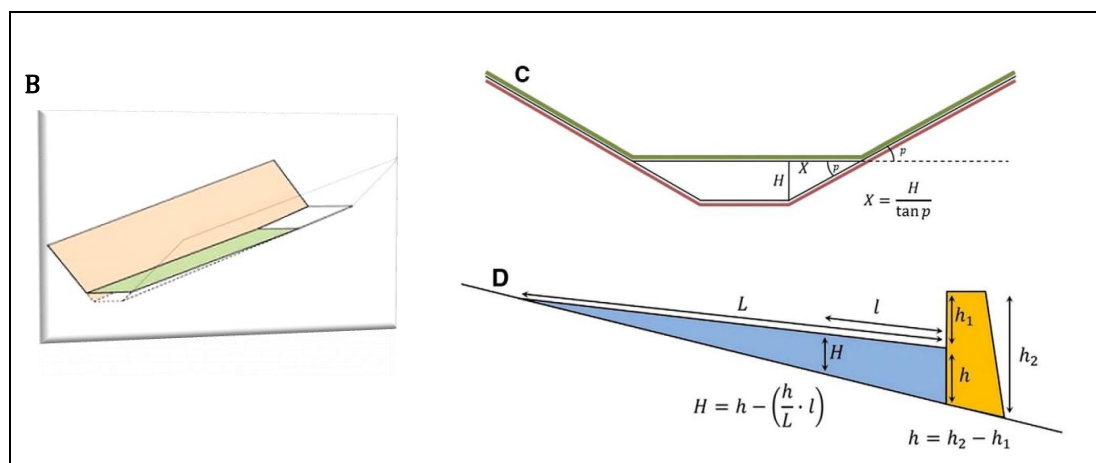 B
C
X
p
p
H
X = H / tan p
D
L
l
h₁
H
h₂
h
H = h − (h/L · l)
h = h₂ − h₁